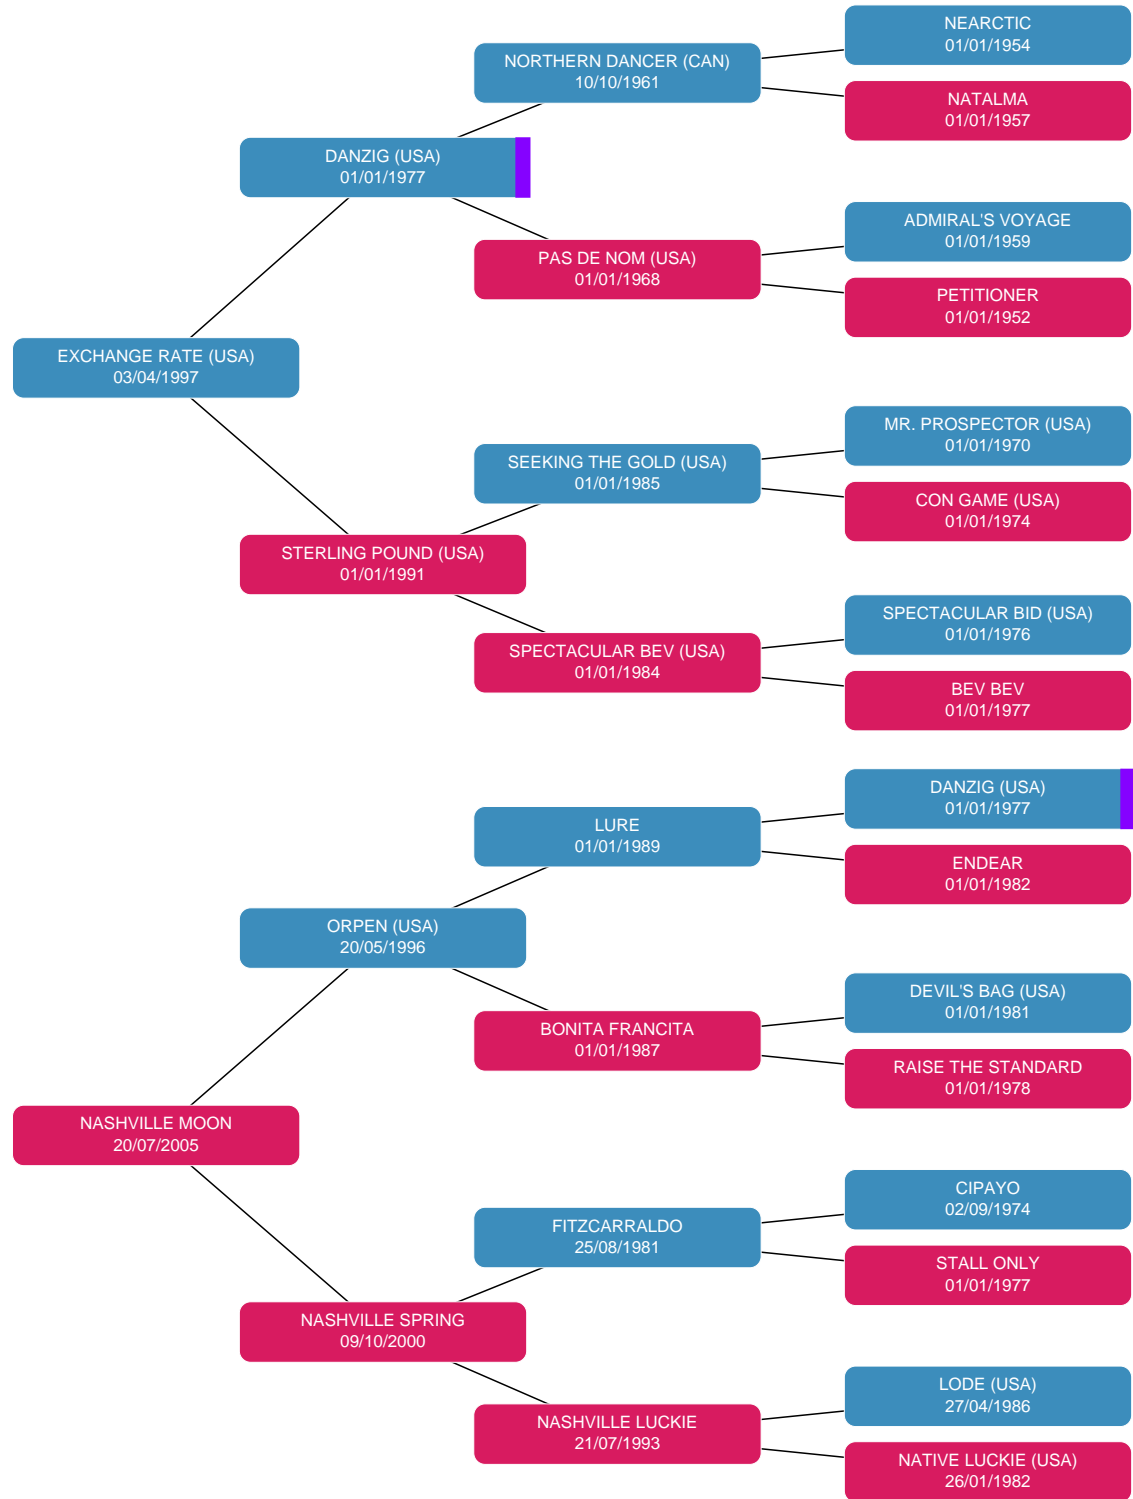 NEARCTIC
01/01/1954
NORTHERN DANCER (CAN)
10/10/1961
NATALMA
01/01/1957
DANZIG (USA)
01/01/1977
ADMIRAL'S VOYAGE
01/01/1959
PAS DE NOM (USA)
01/01/1968
PETITIONER
01/01/1952
EXCHANGE RATE (USA)
03/04/1997
MR. PROSPECTOR (USA)
01/01/1970
SEEKING THE GOLD (USA)
01/01/1985
CON GAME (USA)
01/01/1974
STERLING POUND (USA)
01/01/1991
SPECTACULAR BID (USA)
01/01/1976
SPECTACULAR BEV (USA)
01/01/1984
BEV BEV
01/01/1977
DANZIG (USA)
01/01/1977
LURE
01/01/1989
ENDEAR
01/01/1982
ORPEN (USA)
20/05/1996
DEVIL'S BAG (USA)
01/01/1981
BONITA FRANCITA
01/01/1987
RAISE THE STANDARD
01/01/1978
NASHVILLE MOON
20/07/2005
CIPAYO
02/09/1974
FITZCARRALDO
25/08/1981
STALL ONLY
01/01/1977
NASHVILLE SPRING
09/10/2000
LODE (USA)
27/04/1986
NASHVILLE LUCKIE
21/07/1993
NATIVE LUCKIE (USA)
26/01/1982